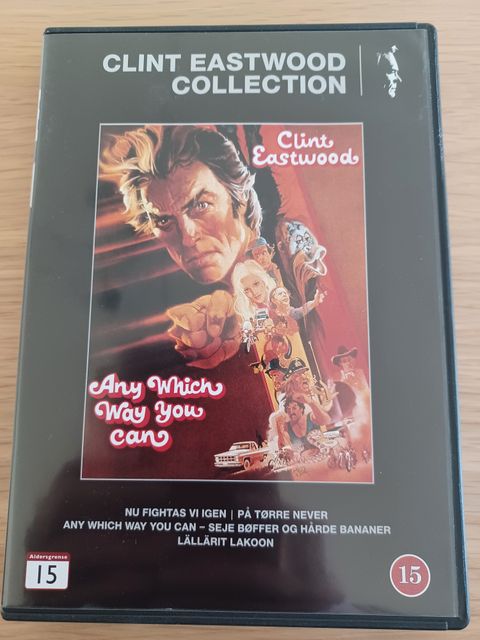 CLINT EASTWOOD
COLLECTION
Clint
Eastwood
Any Which
Way You
Can
NU FIGHTAS VI IGEN | PÅ TØRRE NEVER
ANY WHICH WAY YOU CAN – SEJE BØFFER OG HÅRDE BANANER
LÄLLÄRIT LAKOON
Aldersgrense
15
15